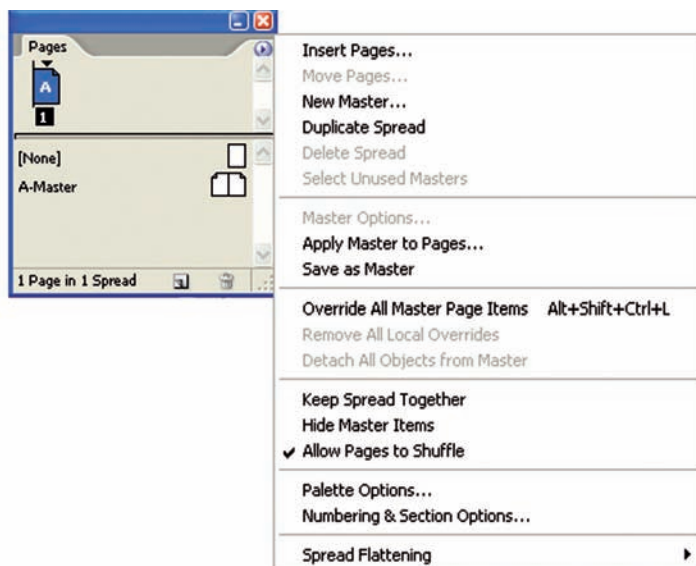 Pages
A
1
[None]
A-Master
1 Page in 1 Spread
Insert Pages...
Move Pages...
New Master...
Duplicate Spread
Delete Spread
Select Unused Masters
Master Options...
Apply Master to Pages...
Save as Master
Override All Master Page Items Alt+Shift+Ctrl+L
Remove All Local Overrides
Detach All Objects from Master
Keep Spread Together
Hide Master Items
Allow Pages to Shuffle
Palette Options...
Numbering & Section Options...
Spread Flattening